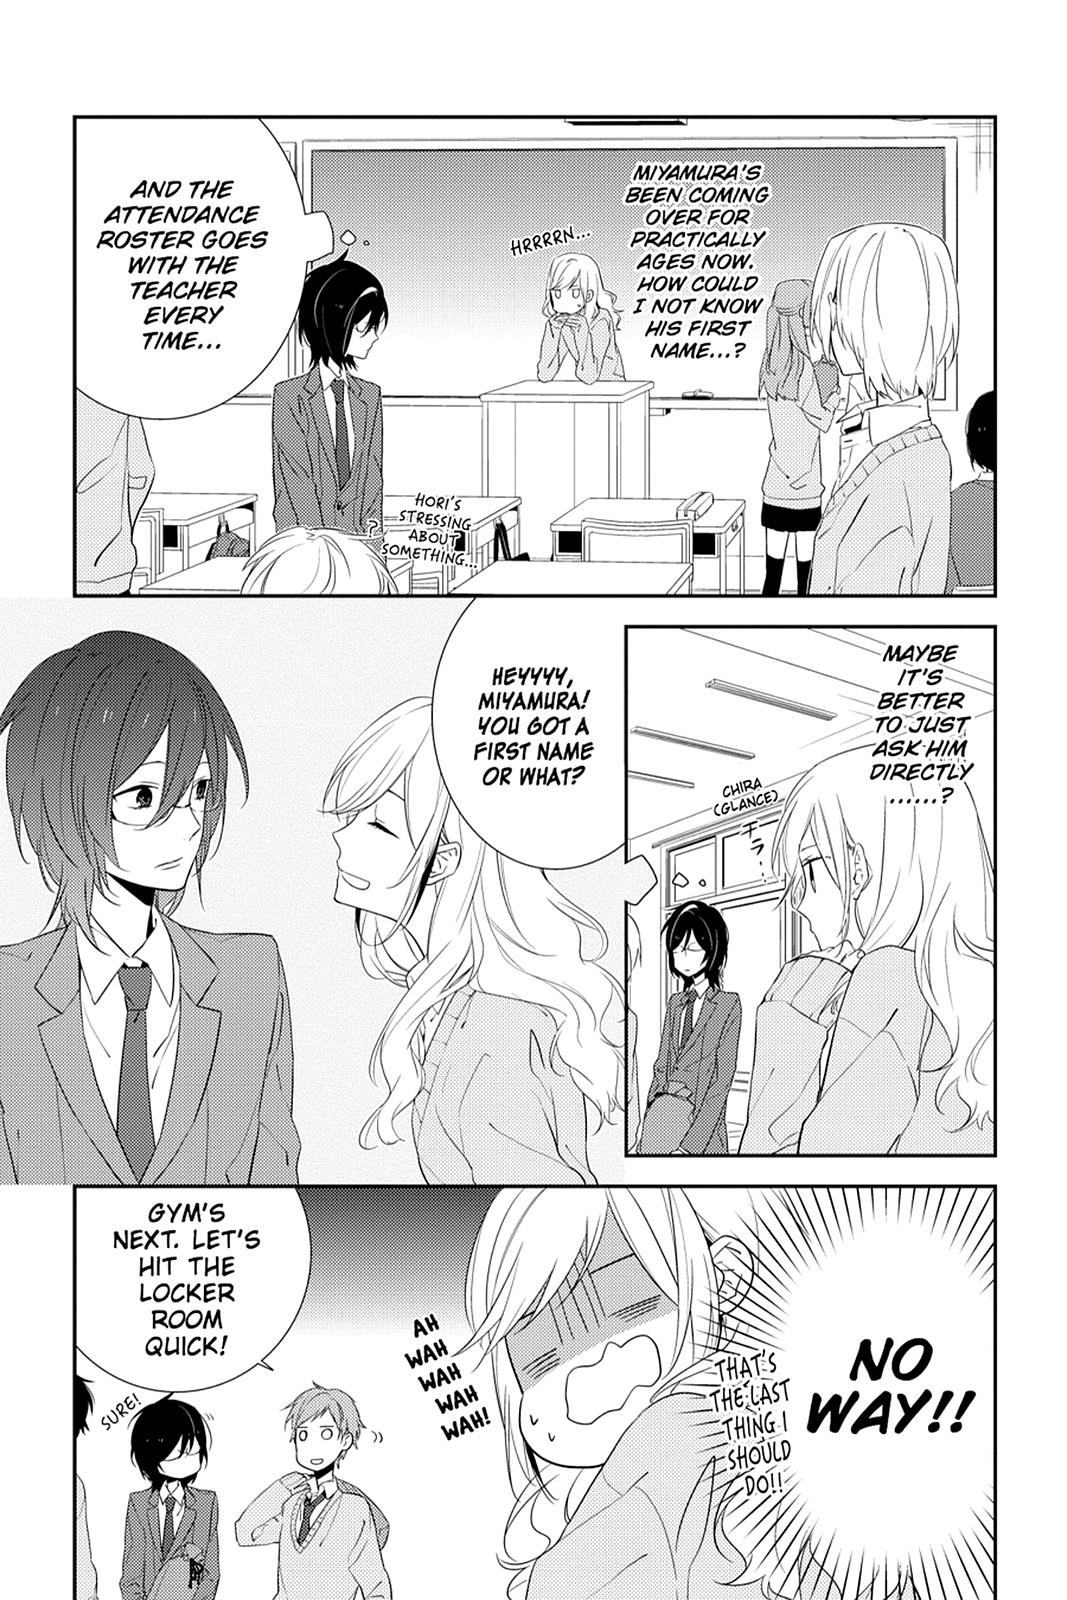 MIYAMURA'S
BEEN COMING
OVER FOR
PRACTICALLY
AGES NOW.
HOW COULD
I NOT KNOW
HIS FIRST
NAME...?
HRRRRN...
AND THE
ATTENDANCE
ROSTER GOES
WITH THE
TEACHER
EVERY
TIME...
?
HORI'S
STRESSING
ABOUT
SOMETHING...
MAYBE
IT'S
BETTER
TO JUST
ASK HIM
DIRECTLY
......?
CHIRA
(GLANCE)
チラ
HEYYYY,
MIYAMURA!
YOU GOT A
FIRST NAME
OR WHAT?
NO
WAY!!
THAT'S
THE LAST
THING I
SHOULD
DO!!
AH
WAH
WAH
WAH
WAH!
GYM'S
NEXT. LET'S
HIT THE
LOCKER
ROOM
QUICK!
SURE!